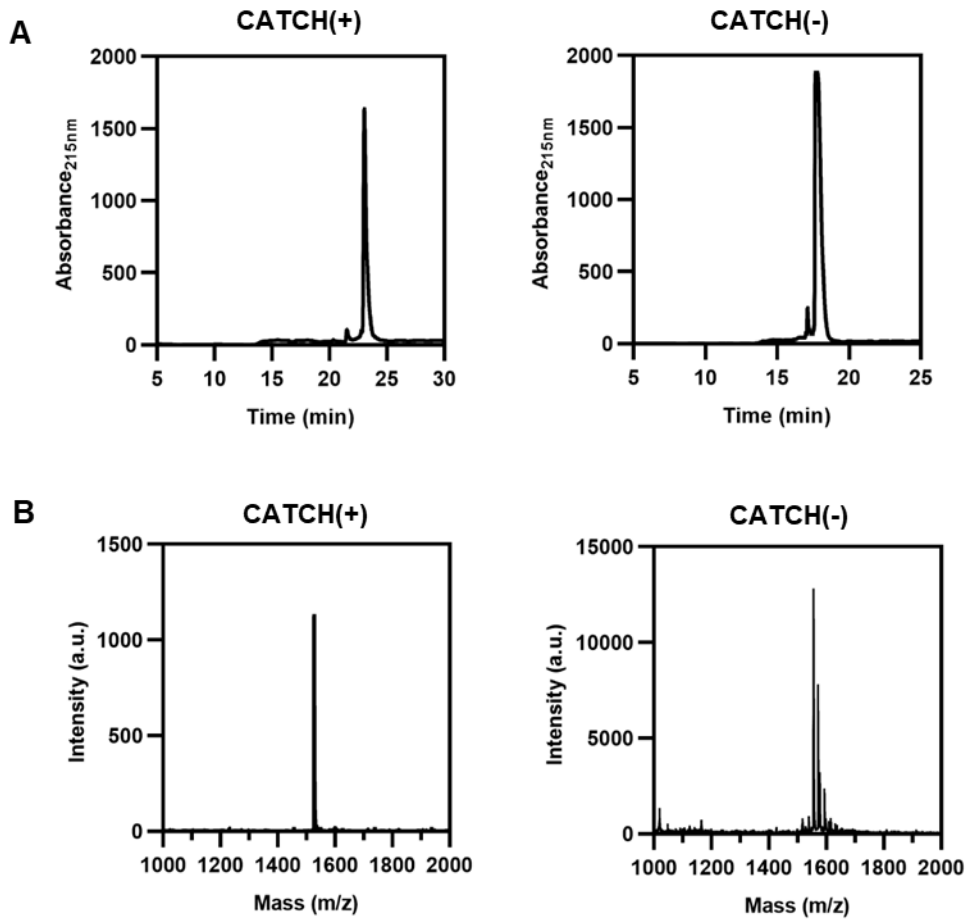 A
CATCH(+)
CATCH(-)
2000
1500
1000
500
0
Absorbance215nm
5
10
15
20
25
30
Time (min)
2000
1500
1000
500
0
Absorbance215nm
5
10
15
20
25
Time (min)
B
CATCH(+)
CATCH(-)
1500
1000
500
0
Intensity (a.u.)
1000
1200
1400
1600
1800
2000
Mass (m/z)
15000
10000
5000
0
Intensity (a.u.)
1000
1200
1400
1600
1800
2000
Mass (m/z)